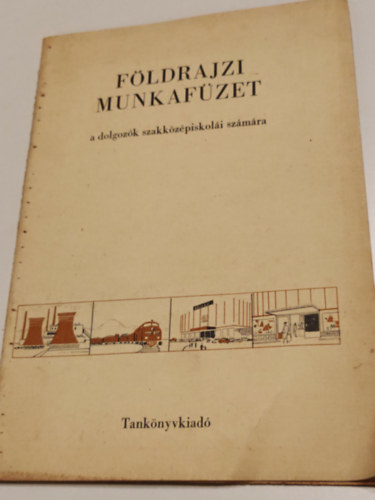 FÖLDRAJZI
MUNKAFÜZET
a dolgozók szakközépiskolái számára
Tankönyvkiadó